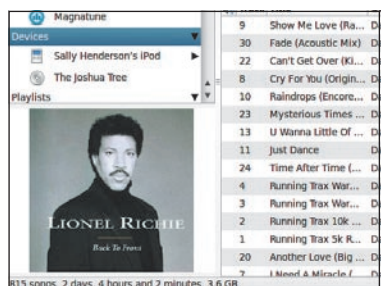 Magnatune
Devices
Sally Henderson's iPod
The Joshua Tree
Playlists
LIONEL RICHIE
Back To Front
9 Show Me Love (Ra...
30 Fade (Acoustic Mix)
22 Can't Get Over (Ki...
8 Cry For You (Origin...
10 Raindrops (Encore...
23 Mysterious Times ...
13 U Wanna Little Of ...
11 Just Dance
24 Time After Time (...
4 Running Trax War...
3 Running Trax War...
2 Running Trax 10k ...
1 Running Trax 5k R...
20 Another Love (Big ...
7 I Need A Miracle (
815 songs, 2 days, 4 hours and 2 minutes, 3.6 GB